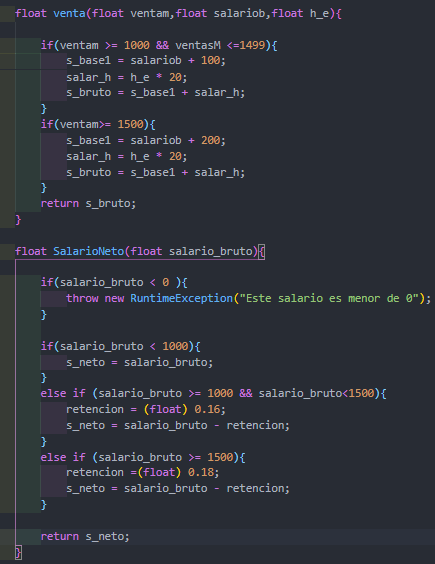 float venta(float ventam,float salariob,float h_e){
if(ventam >= 1000 && ventasM <=1499){
s_base1 = salariob + 100;
salar_h = h_e * 20;
s_bruto = s_base1 + salar_h;
}
if(ventam>= 1500){
s_base1 = salariob + 200;
salar_h = h_e * 20;
s_bruto = s_base1 + salar_h;
}
return s_bruto;
}
float SalarioNeto(float salario_bruto){
if(salario_bruto < 0 ){
throw new RuntimeException("Este salario es menor de 0");
}
if(salario_bruto < 1000){
s_neto = salario_bruto;
}
else if (salario_bruto >= 1000 && salario_bruto<1500){
retencion = (float) 0.16;
s_neto = salario_bruto - retencion;
}
else if (salario_bruto >= 1500){
retencion =(float) 0.18;
s_neto = salario_bruto - retencion;
}
return s_neto;
}